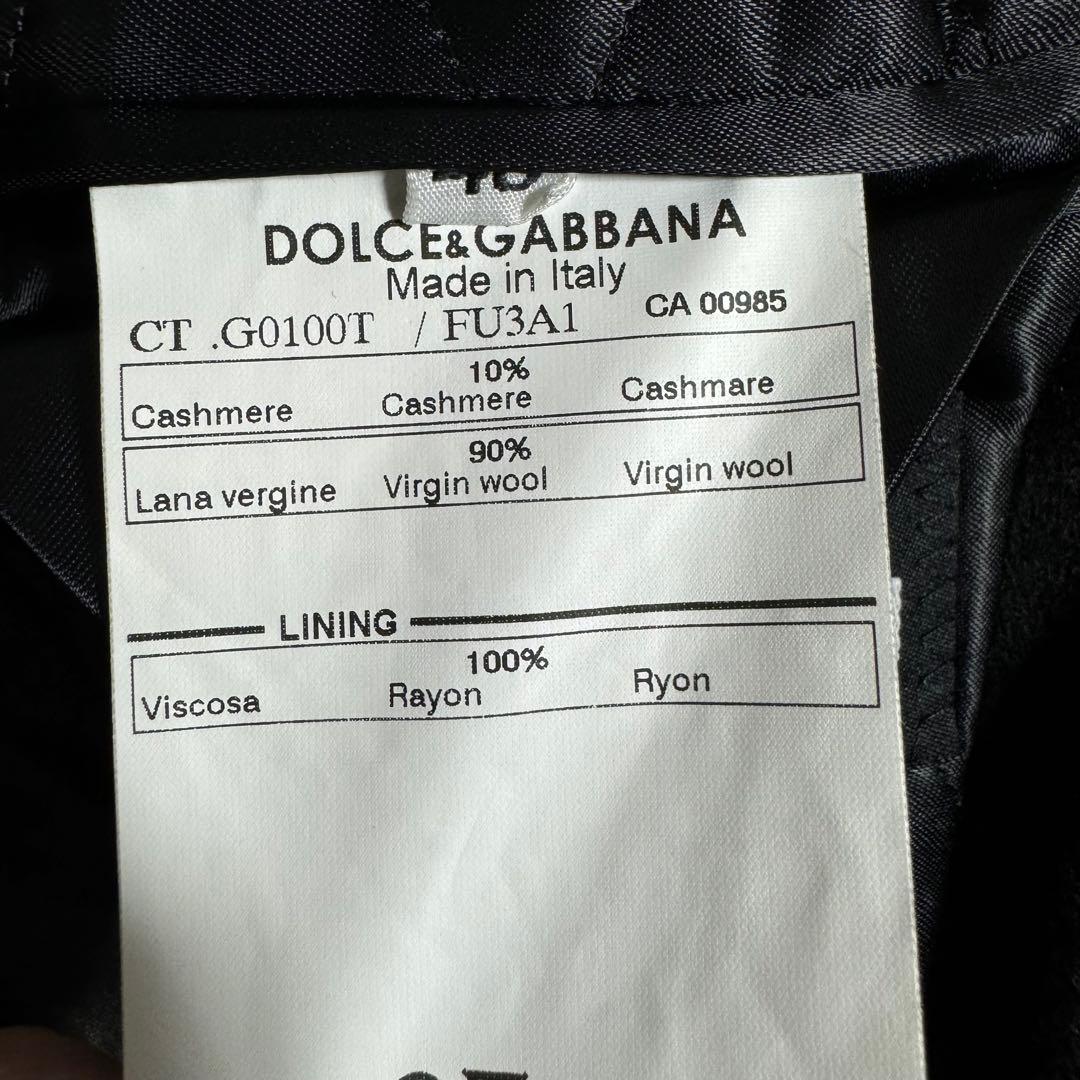 DOLCE&GABBANA
Made in Italy
CT .G0100T / FU3A1 CA 00985
10%
Cashmere Cashmere Cashmare
90%
Lana vergine Virgin wool Virgin wool
LINING
100%
Viscosa Rayon Ryon